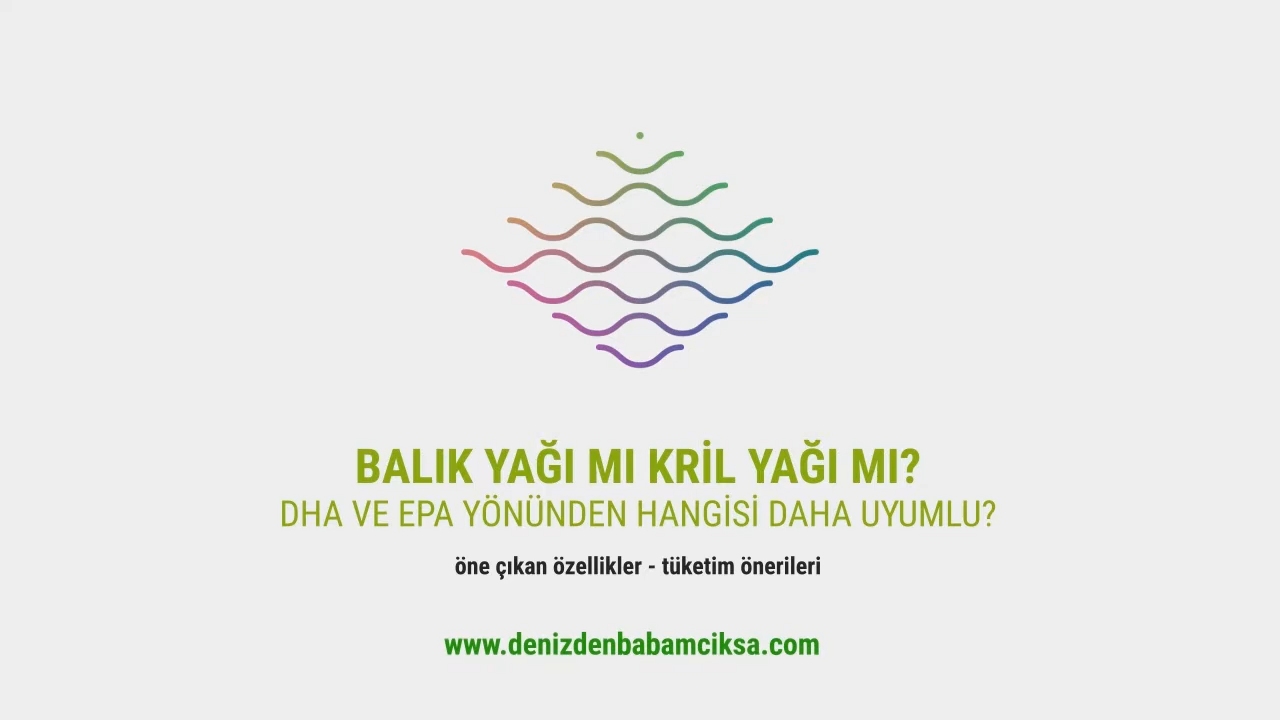 BALIK YAĞI MI KRİL YAĞI MI?
DHA VE EPA YÖNÜNDEN HANGİSİ DAHA UYUMLU?
öne çıkan özellikler - tüketim önerileri
www.denizdenbabamciksa.com